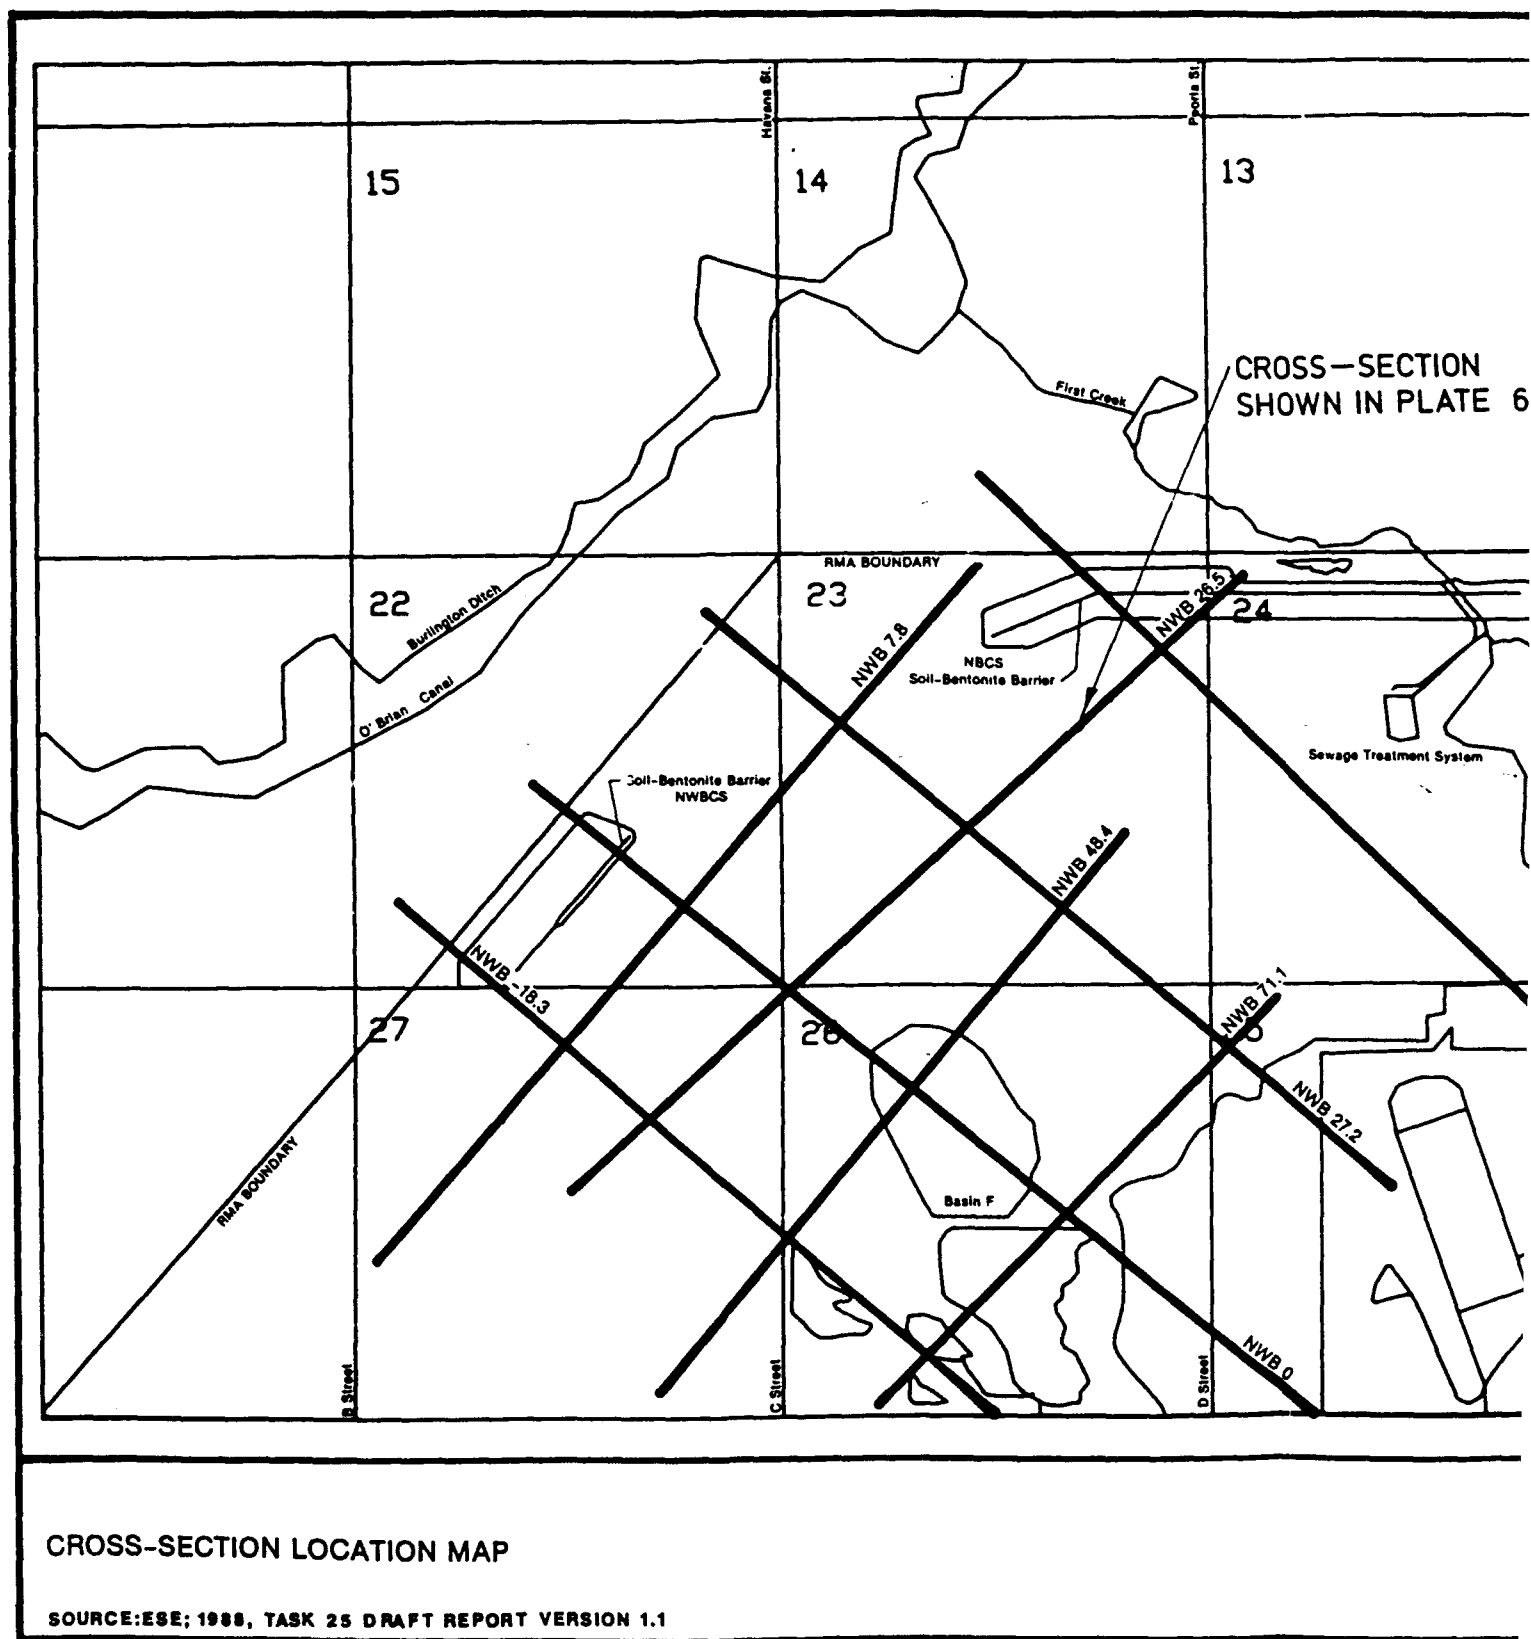 Havana St.
Peoria St.
15
14
13
CROSS-SECTION
SHOWN IN PLATE 6
First Creek
RMA BOUNDARY
22
23
24
Burlington Ditch
O' Brian Canal
NWB 7.8
NWB 26.5
NBCS
Soil-Bentonite Barrier
Sewage Treatment System
Soil-Bentonite Barrier
NWBCS
NWB 48.4
NWB -18.3
NWB 71.1
27
26
NWB 27.2
RMA BOUNDARY
Basin F
NWB 0
B Street
C Street
D Street
CROSS-SECTION LOCATION MAP
SOURCE:ESE; 1988, TASK 25 DRAFT REPORT VERSION 1.1